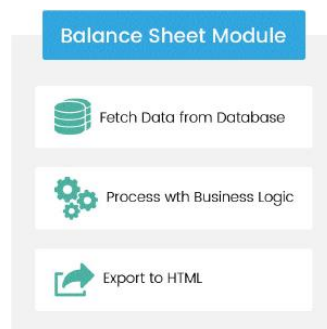 Balance Sheet Module
Fetch Data from Database
Process wth Business Logic
Export to HTML